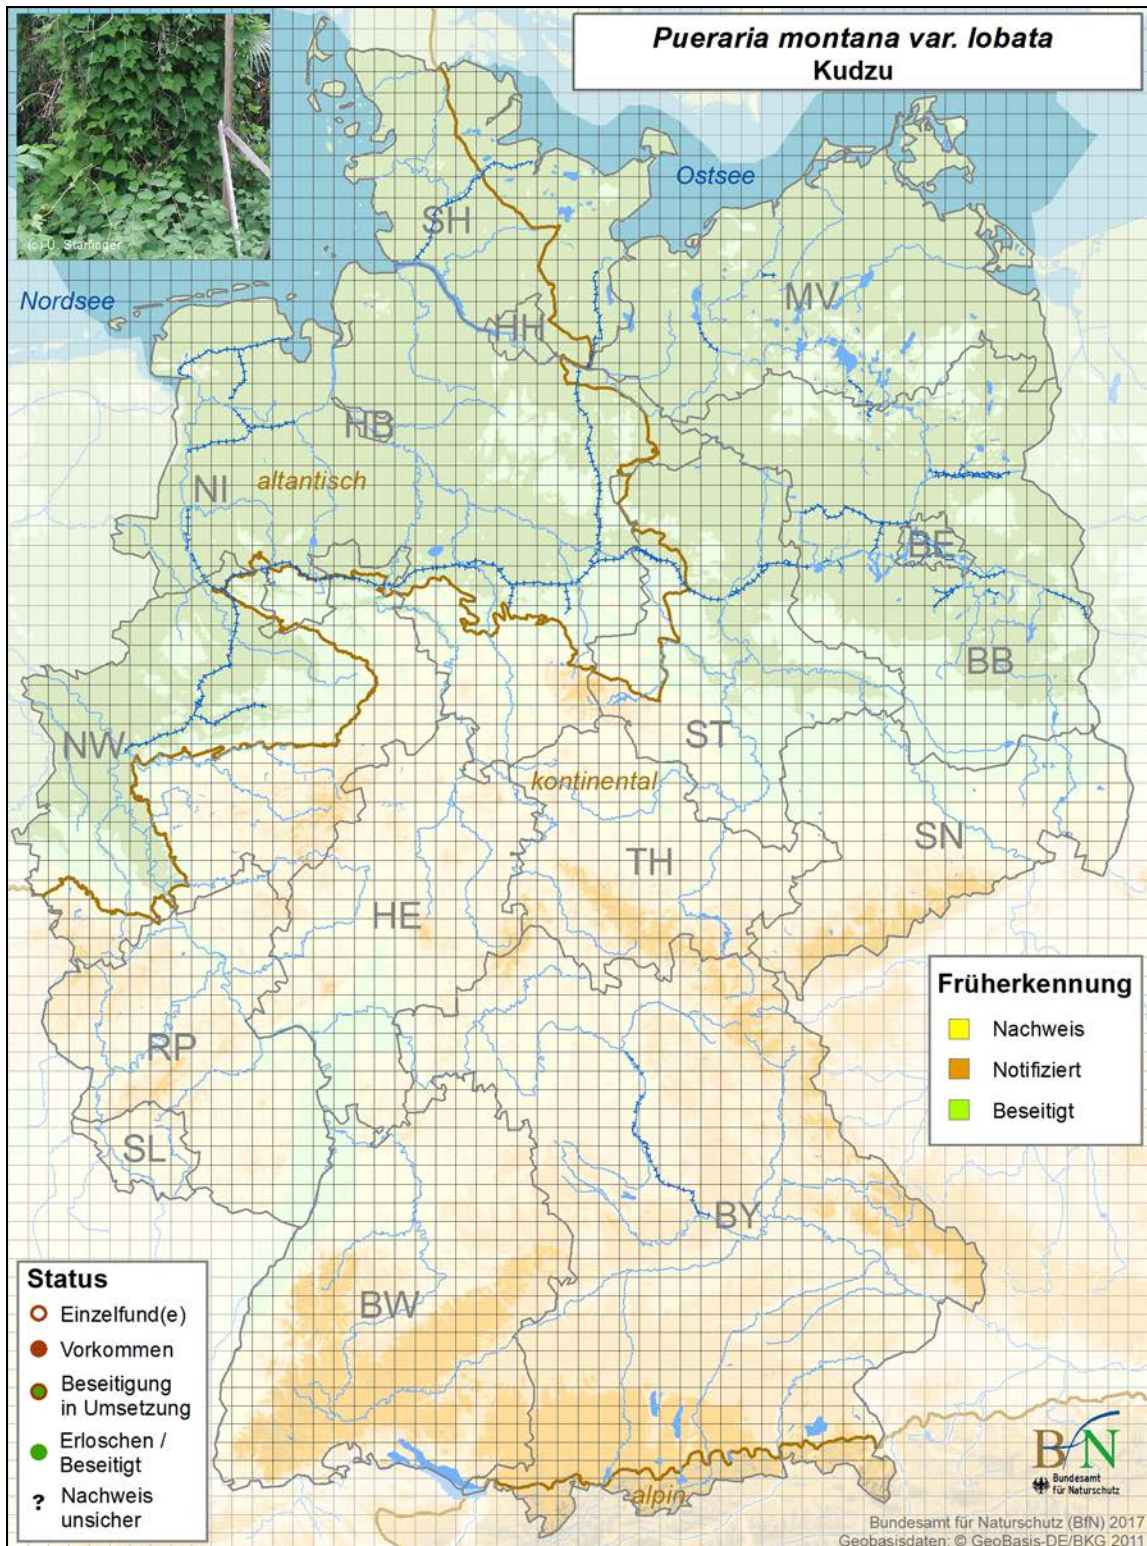 Pueraria montana var. lobata
Kudzu
(c) U. Starfinger
Ostsee
SH
Nordsee
MV
HH
HB
NI
altantisch
BE
BB
NW
ST
kontinental
SN
TH
HE
Früherkennung
Nachweis
Notifiziert
Beseitigt
RP
SL
BY
BW
Status
Einzelfund(e)
Vorkommen
Beseitigung
in Umsetzung
Erloschen /
Beseitigt
? Nachweis
unsicher
BfN
Bundesamt
für Naturschutz
alpin
Bundesamt für Naturschutz (BfN) 2017
Geobasisdaten: © GeoBasis-DE/BKG 2011